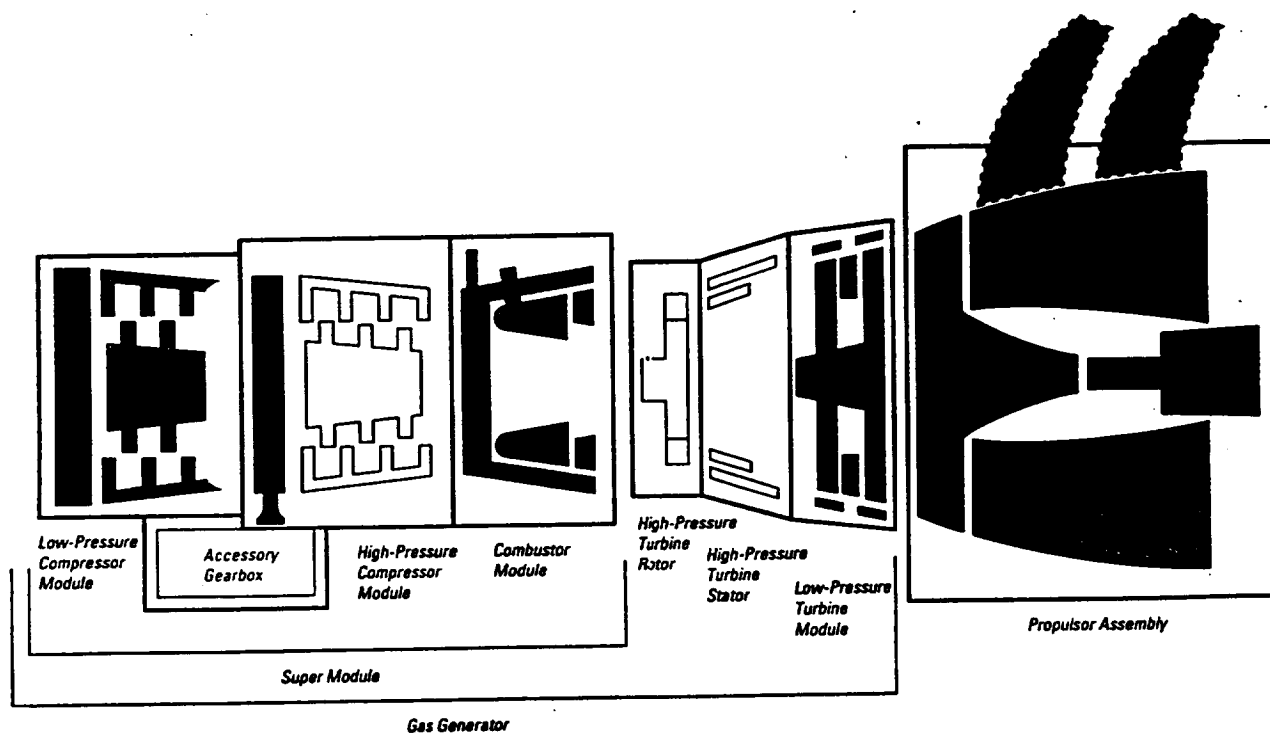 Low-Pressure
Compressor
Module
Accessory
Gearbox
High-Pressure
Compressor
Module
Combustor
Module
High-Pressure
Turbine
Rotor
High-Pressure
Turbine
Stator
Low-Pressure
Turbine
Module
Propulsor Assembly
Super Module
Gas Generator